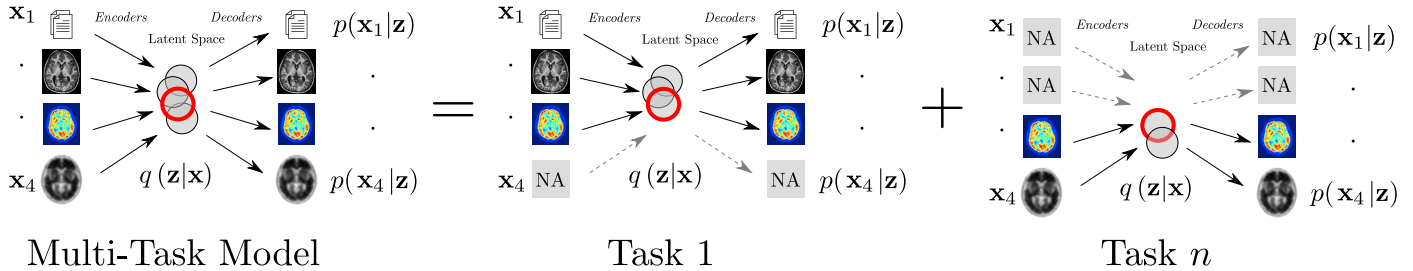 x₁ Encoders Decoders p(x₁|z)
Latent Space
· ·
· ·
x₄ q (z|x) p(x₄|z)
Multi-Task Model
=
x₁ Encoders Decoders p(x₁|z)
Latent Space
· ·
· ·
x₄ NA q (z|x) NA p(x₄|z)
Task 1
+
x₁ NA Encoders Decoders NA p(x₁|z)
Latent Space
· NA NA ·
· ·
x₄ q (z|x) p(x₄|z)
Task n